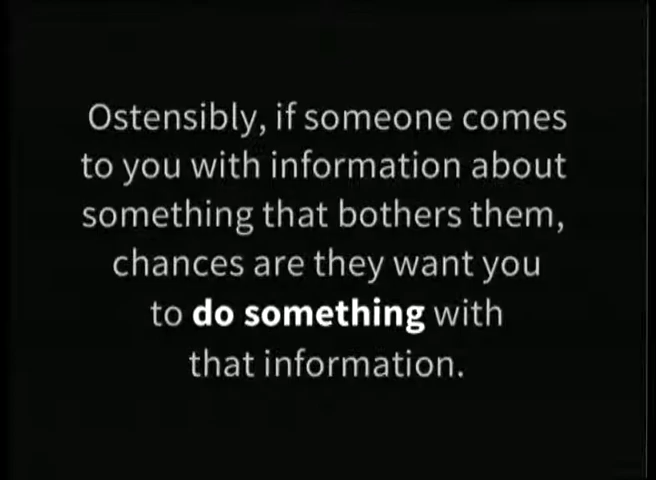 Ostensibly, if someone comes
to you with information about
something that bothers them,
chances are they want you
to do something with
that information.